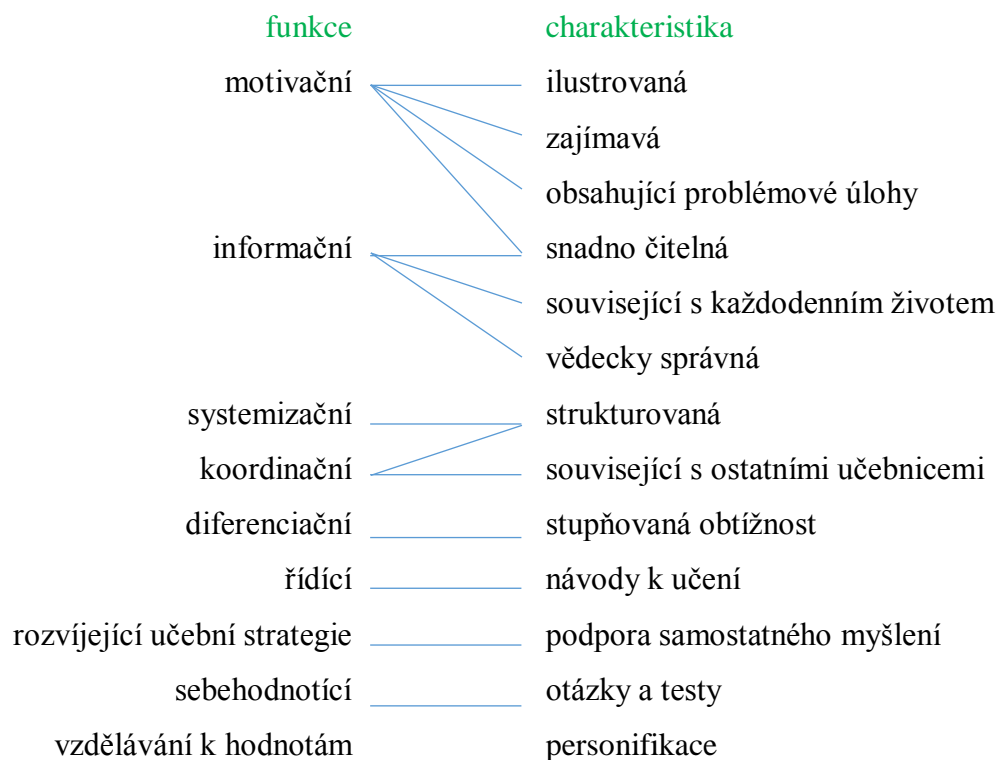 funkce charakteristika
motivační ilustrovaná
zajímavá
obsahující problémové úlohy
informační snadno čitelná
související s každodenním životem
vědecky správná
systemizační strukturovaná
koordinační související s ostatními učebnicemi
diferenciační stupňovaná obtížnost
řídící návody k učení
rozvíjející učební strategie podpora samostatného myšlení
sebehodnotící otázky a testy
vzdělávání k hodnotám personifikace